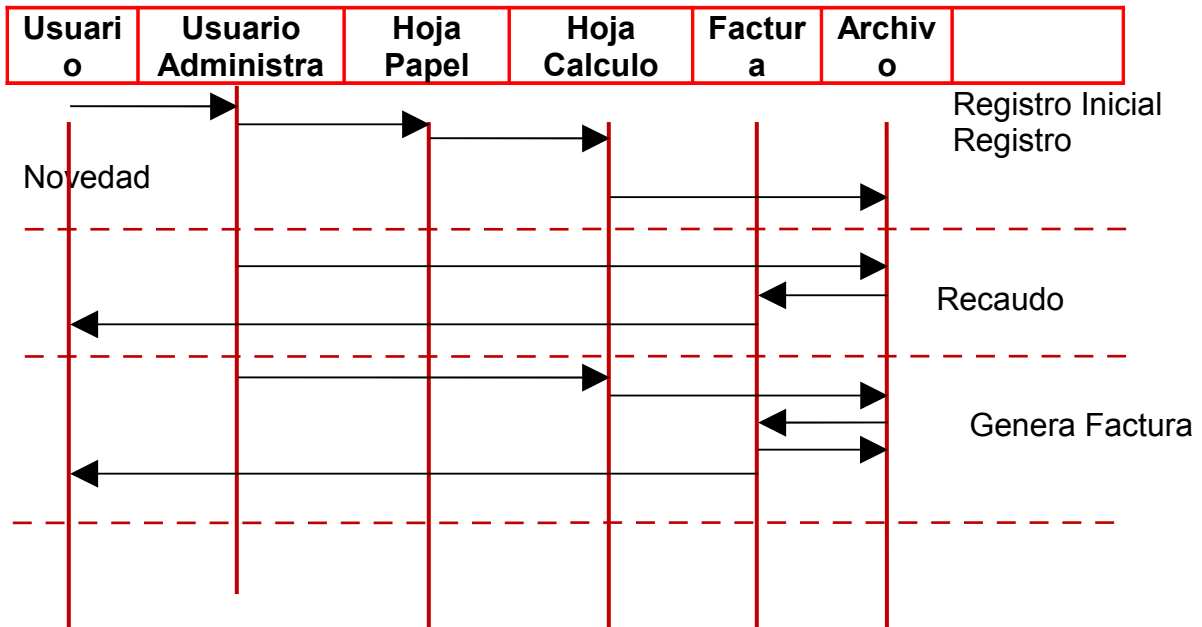 Usuari
o
Usuario
Administra
Hoja
Papel
Hoja
Calculo
Factur
a
Archiv
o
Registro Inicial
Registro
Novedad
Recaudo
Genera Factura